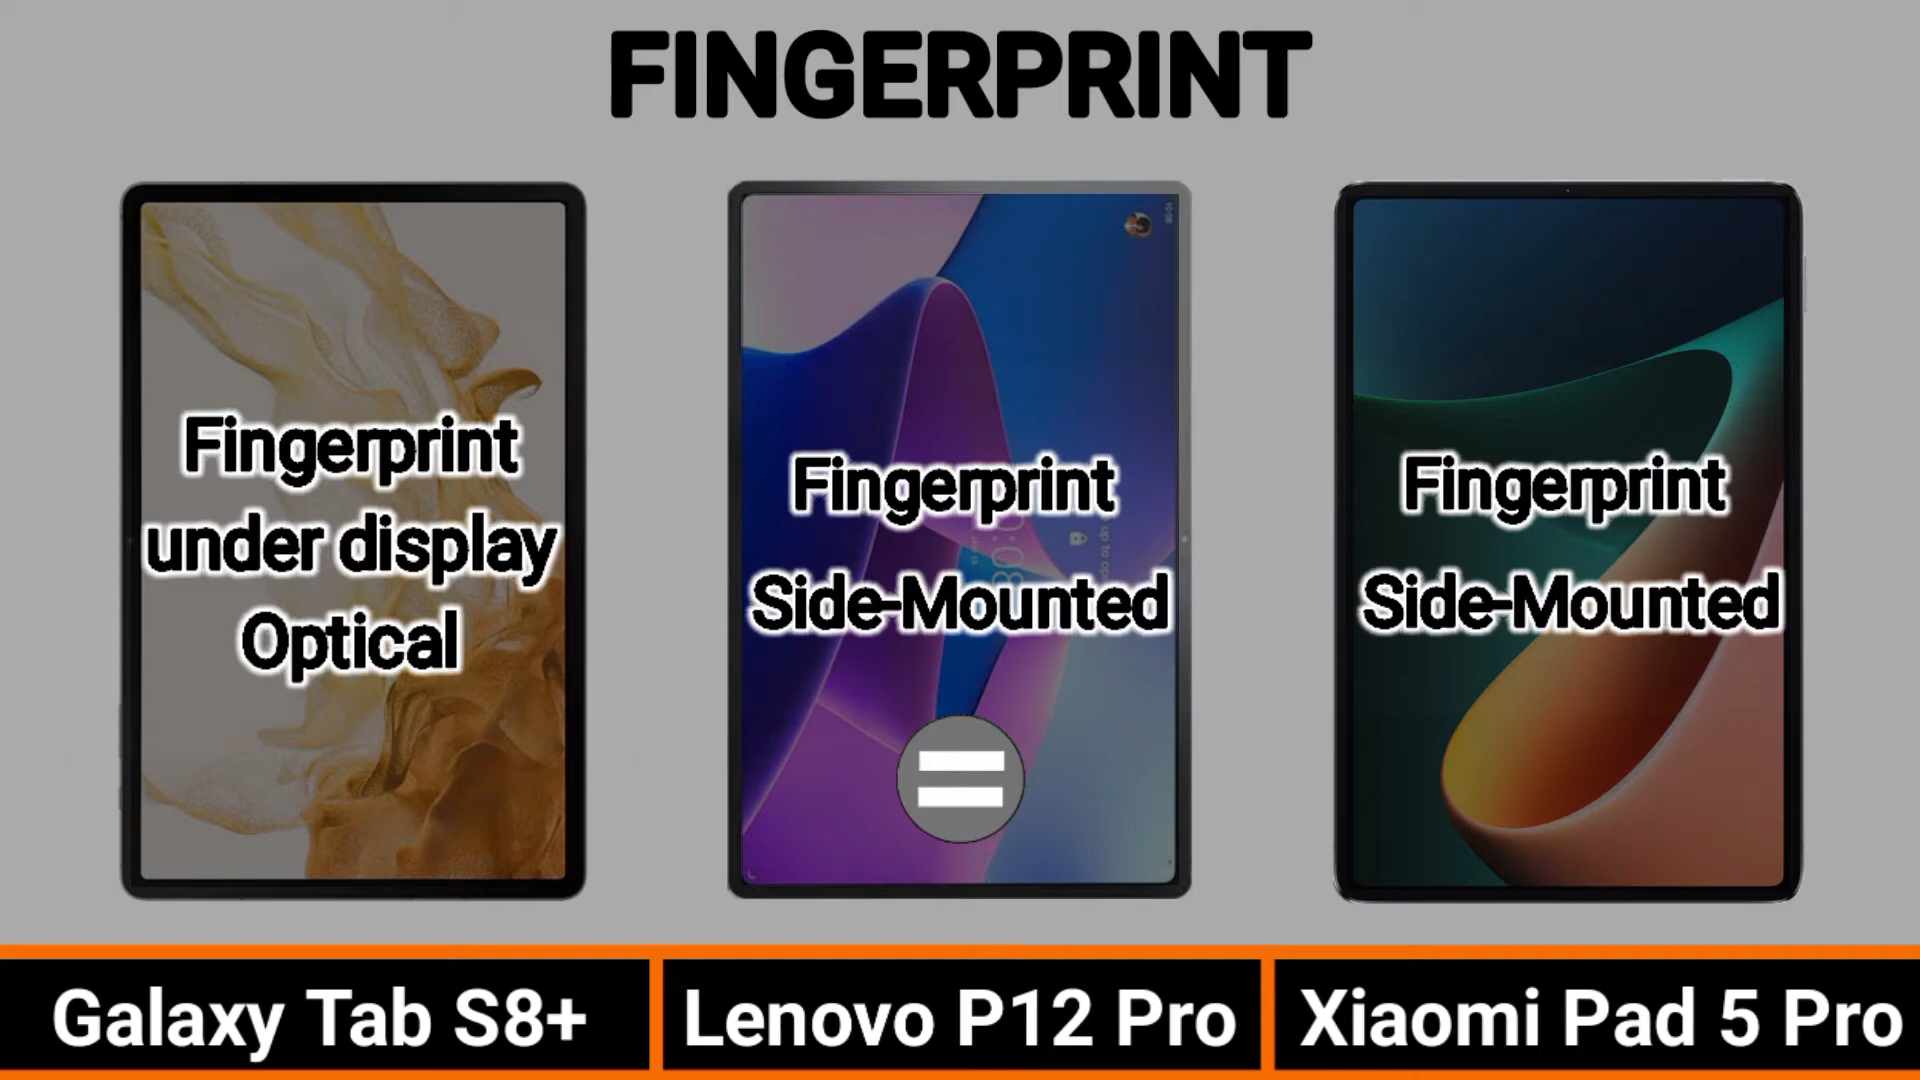 FINGERPRINT
Fingerprint
under display
Optical
Fingerprint
Side-Mounted
Fingerprint
Side-Mounted
Galaxy Tab S8+
Lenovo P12 Pro
Xiaomi Pad 5 Pro